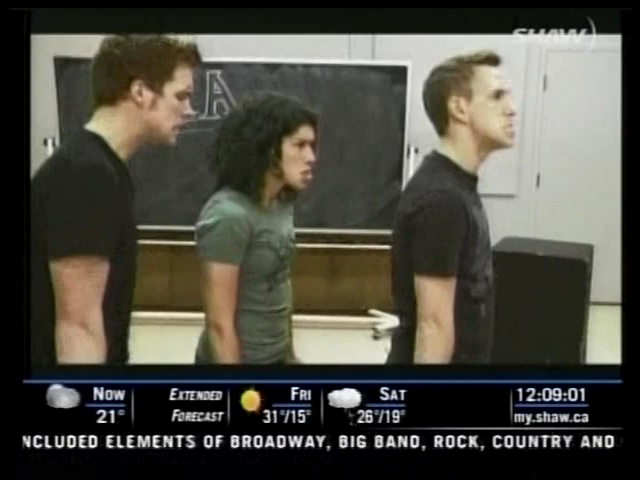 SHAW)
A
NOW
21°
EXTENDED
FORECAST
FRI
31°/15°
SAT
26°/19°
12:09:01
my.shaw.ca
NCLUDED ELEMENTS OF BROADWAY, BIG BAND, ROCK, COUNTRY AND